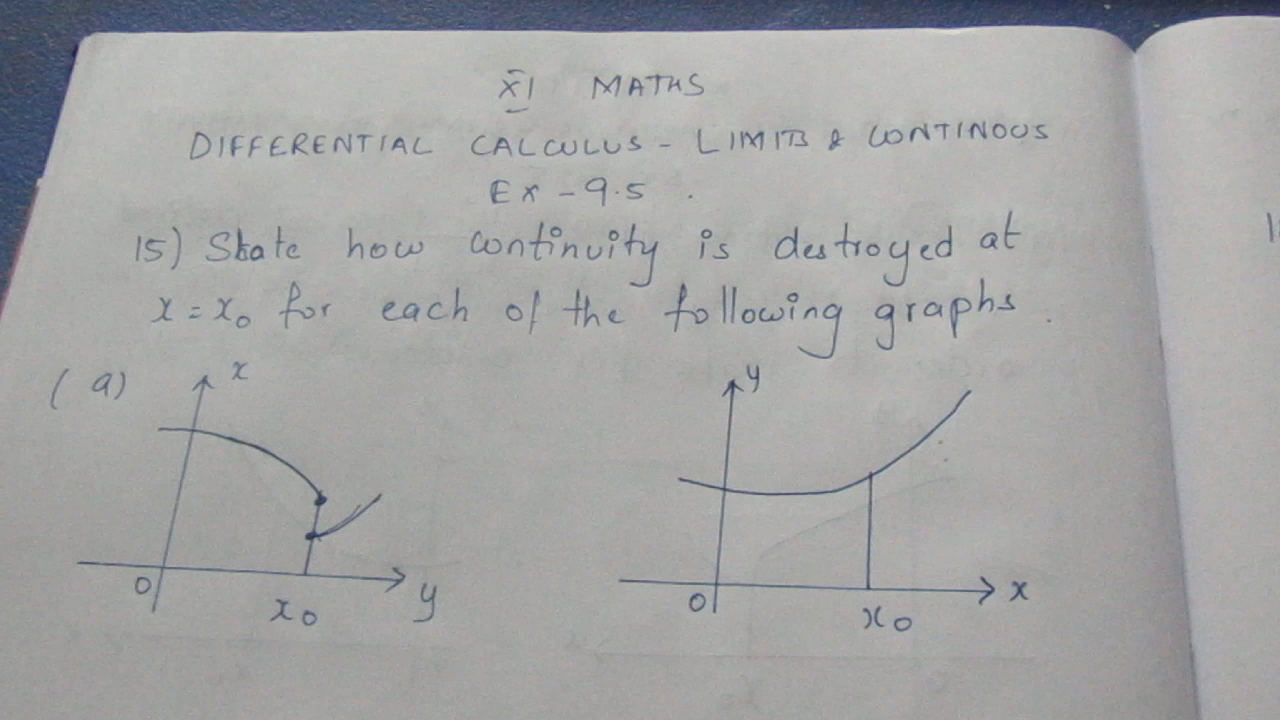 XI MATHS
DIFFERENTIAL CALCULUS - LIMITS & CONTINOUS
Ex - 9.5 .
15) State how continuity is destroyed at
x = x₀ for each of the following graphs .
(a) x
y
0 x₀ y
0 x₀ x